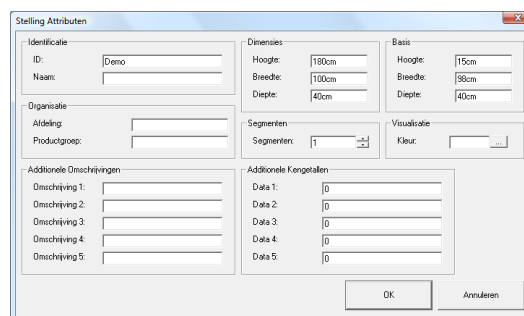 Stelling Attributen
Identificatie
ID: Demo
Naam:
Organisatie
Afdeling:
Productgroep:
Dimensies
Hoogte: 180cm
Breedte: 100cm
Diepte: 40cm
Basis
Hoogte: 15cm
Breedte: 98cm
Diepte: 40cm
Segmenten
Segmenten: 1
Visualisatie
Kleur: ...
Additionele Omschrijvingen
Omschrijving 1:
Omschrijving 2:
Omschrijving 3:
Omschrijving 4:
Omschrijving 5:
Additionele Kengetallen
Data 1: 0
Data 2: 0
Data 3: 0
Data 4: 0
Data 5: 0
OK
Annuleren